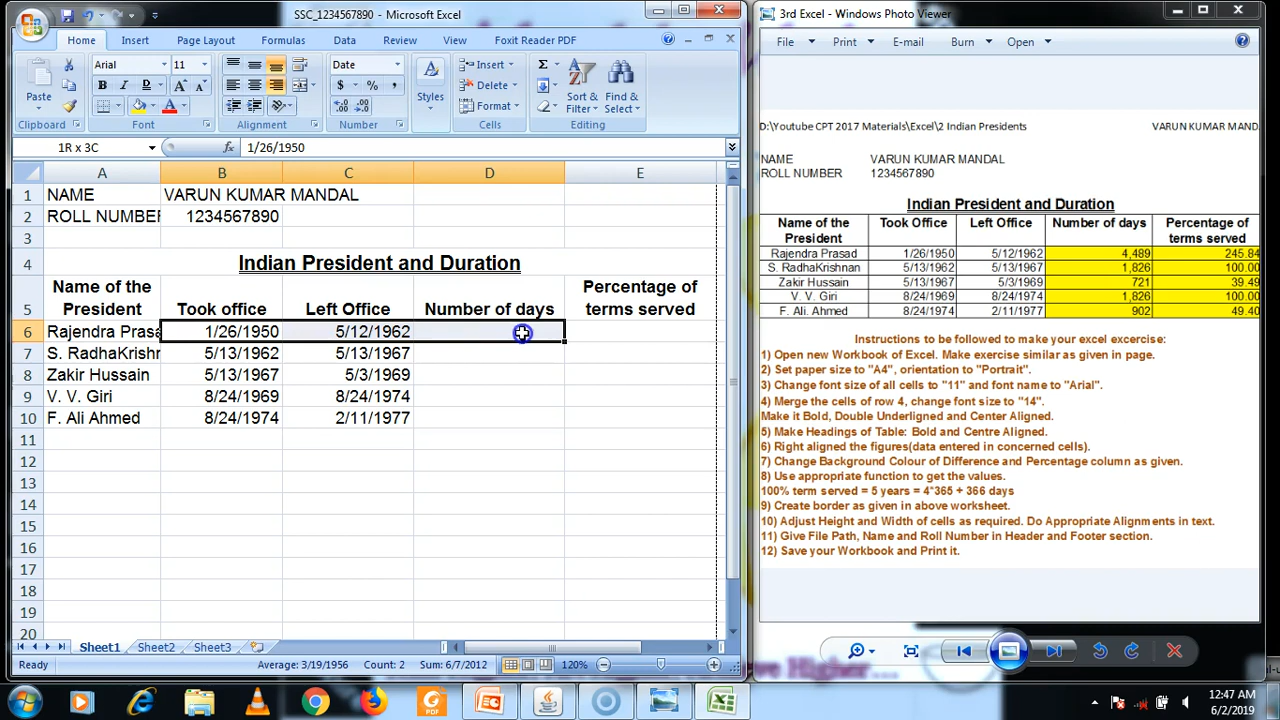 SSC_1234567890 - Microsoft Excel
Home Insert Page Layout Formulas Data Review View Foxit Reader PDF
Paste
Arial 11
Date
Styles
Insert
Delete
Format
Sort & Filter
Find & Select
Clipboard Font Alignment Number Cells Editing
1R x 3C fx 1/26/1950
A B C D E
1 NAME VARUN KUMAR MANDAL
2 ROLL NUMBER 1234567890
3
4 Indian President and Duration
5 Name of the President Took office Left Office Number of days Percentage of terms served
6 Rajendra Prasa 1/26/1950 5/12/1962
7 S. RadhaKrishr 5/13/1962 5/13/1967
8 Zakir Hussain 5/13/1967 5/3/1969
9 V. V. Giri 8/24/1969 8/24/1974
10 F. Ali Ahmed 8/24/1974 2/11/1977
11
12
13
14
15
16
17
18
19
20
Sheet1 Sheet2 Sheet3
Ready Average: 3/19/1956 Count: 2 Sum: 6/7/2012 120%
3rd Excel - Windows Photo Viewer
File Print E-mail Burn Open
D:\Youtube CPT 2017 Materials\Excel\2 Indian Presidents VARUN KUMAR MAND
NAME VARUN KUMAR MANDAL
ROLL NUMBER 1234567890
Indian President and Duration
Name of the President Took Office Left Office Number of days Percentage of terms served
Rajendra Prasad 1/26/1950 5/12/1962 4,489 245.84
S. RadhaKrishnan 5/13/1962 5/13/1967 1,826 100.00
Zakir Hussain 5/13/1967 5/3/1969 721 39.49
V. V. Giri 8/24/1969 8/24/1974 1,826 100.00
F. Ali Ahmed 8/24/1974 2/11/1977 902 49.40
Instructions to be followed to make your excel excercise:
1) Open new Workbook of Excel. Make exercise similar as given in page.
2) Set paper size to "A4", orientation to "Portrait".
3) Change font size of all cells to "11" and font name to "Arial".
4) Merge the cells of row 4, change font size to "14".
Make it Bold, Double Underligned and Center Aligned.
5) Make Headings of Table: Bold and Centre Aligned.
6) Right aligned the figures(data entered in concerned cells).
7) Change Background Colour of Difference and Percentage column as given.
8) Use appropriate function to get the values.
100% term served = 5 years = 4*365 + 366 days
9) Create border as given in above worksheet.
10) Adjust Height and Width of cells as required. Do Appropriate Alignments in text.
11) Give File Path, Name and Roll Number in Header and Footer section.
12) Save your Workbook and Print it.
12:47 AM
6/2/2019